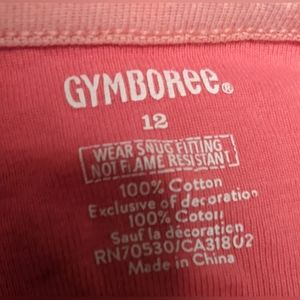 GYMBOREE®
12
WEAR SNUG FITTING
NOT FLAME RESISTANT
100% Cotton
Exclusive of decoration
100% Coton
Sauf la décoration
RN70530/CA31802
Made in China